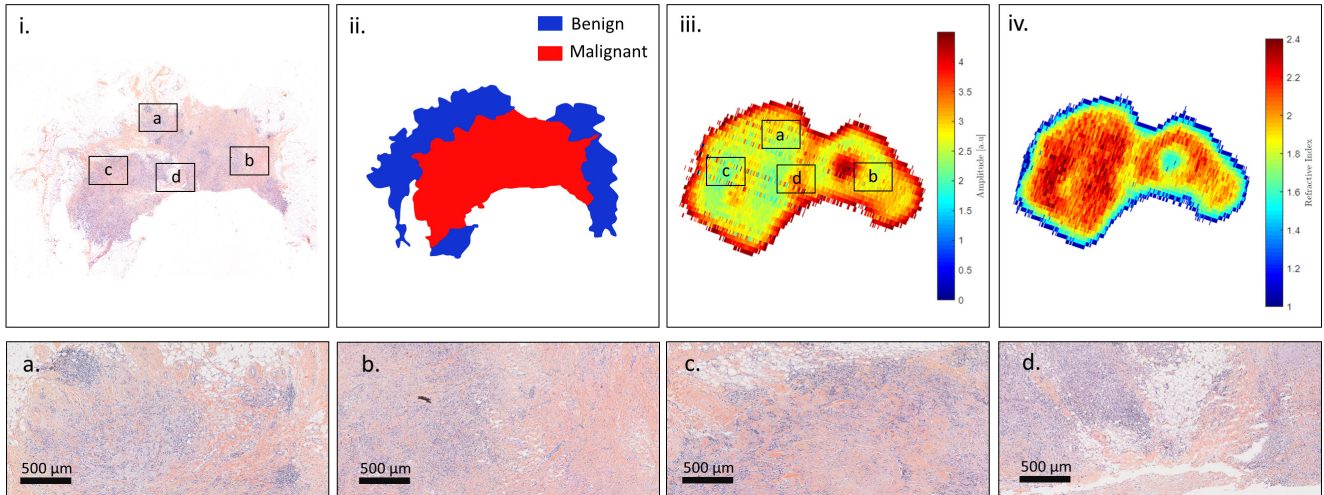 i.
a
b
c
d
ii.
Benign
Malignant
iii.
a
b
c
d
4
3.5
3
2.5
2
1.5
1
0.5
0
Amplitude [a.u]
iv.
2.4
2.2
2
1.8
1.6
1.4
1.2
1
Refractive Index
a.
500 µm
b.
500 µm
c.
500 µm
d.
500 µm